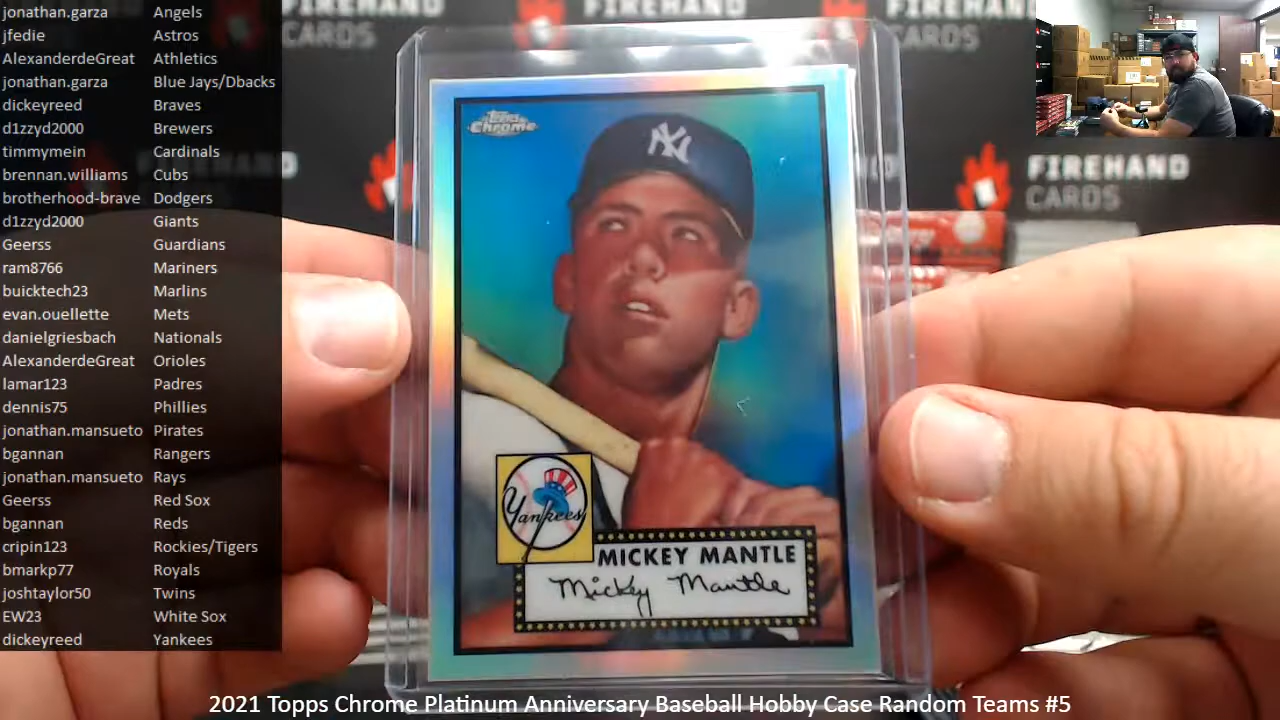 jonathan.garza Angels
jfedie Astros
AlexanderdeGreat Athletics
jonathan.garza Blue Jays/Dbacks
dickeyreed Braves
d1zzyd2000 Brewers
timmymein Cardinals
brennan.williams Cubs
brotherhood-brave Dodgers
d1zzyd2000 Giants
Geerss Guardians
ram8766 Mariners
buicktech23 Marlins
evan.ouellette Mets
danielgriesbach Nationals
AlexanderdeGreat Orioles
lamar123 Padres
dennis75 Phillies
jonathan.mansueto Pirates
bgannan Rangers
jonathan.mansueto Rays
Geerss Red Sox
bgannan Reds
cripin123 Rockies/Tigers
bmarkp77 Royals
joshtaylor50 Twins
EW23 White Sox
dickeyreed Yankees
FIREHAND
CARDS
FIREHAND
CARDS
FIREHAND
CARDS
Topps
Chrome
NY
Yankees
MICKEY MANTLE
Mickey Mantle
2021 Topps Chrome Platinum Anniversary Baseball Hobby Case Random Teams #5